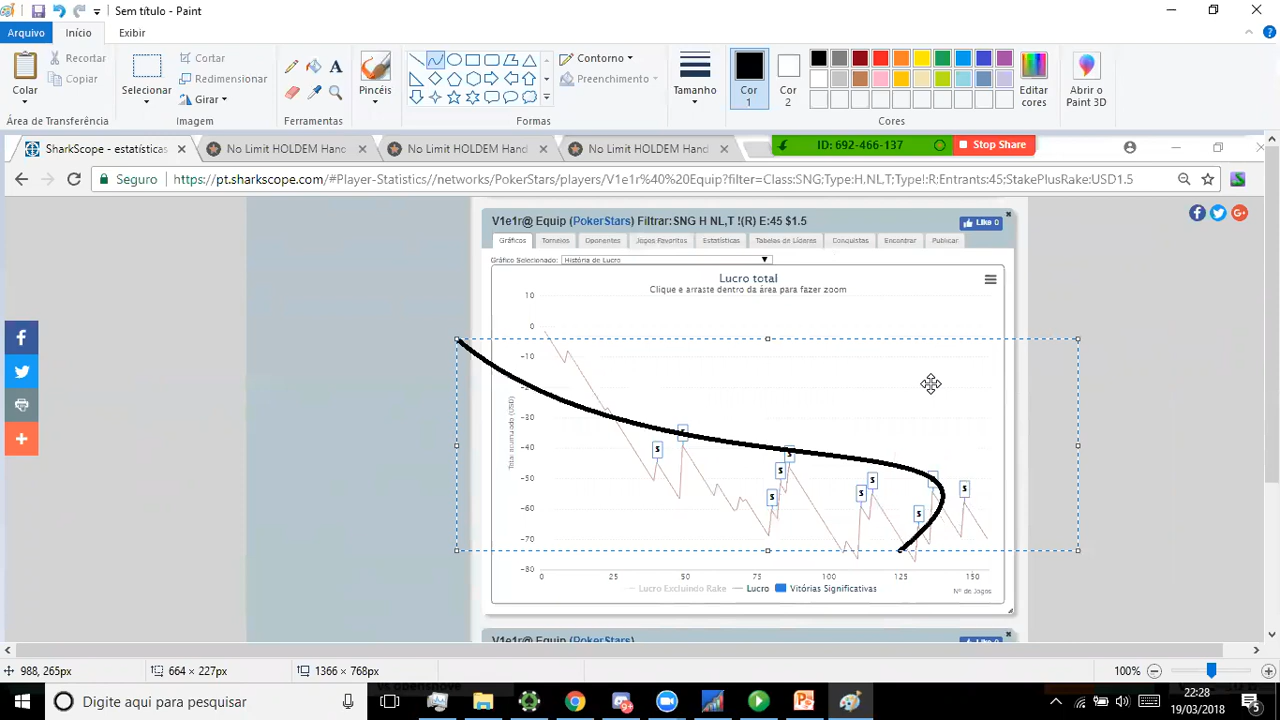 Sem título - Paint
Arquivo Início Exibir
Colar
Recortar
Copiar
Área de Transferência
Selecionar
Cortar
Redimensionar
Girar
Imagem
Ferramentas
Pincéis
Contorno
Preenchimento
Formas
Tamanho
Cor 1
Cor 2
Editar cores
Abrir o Paint 3D
Cores
SharkScope - estatísticas
No Limit HOLDEM Hand
No Limit HOLDEM Hand
No Limit HOLDEM Hand
ID: 692-466-137
Stop Share
Seguro
https://pt.sharkscope.com/#Player-Statistics//networks/PokerStars/players/V1e1r%40%20Equip?filter=Class:SNG;Type:H,NL,T,Type!:R;Entrants:45;StakePlusRake:USD1.5
V1e1r@ Equip (PokerStars) Filtrar:SNG H NL,T !(R) E:45 $1.5
Like 0
Gráficos Torneios Oponentes Jogos Favoritos Estatísticas Tabelas de Líderes Conquistas Encontrar Publicar
Gráfico Selecionado: História de Lucro
Lucro total
Clique e arraste dentro da área para fazer zoom
10
0
-10
-30
-40
-50
-60
-70
-80
Total acumulado (USD)
$ $ $ $ $ $ $ $ $
0 25 50 75 100 125 150
Nº de Jogos
Lucro Excluindo Rake Lucro Vitórias Significativas
V1e1r@ Equip (PokerStars)
988, 265px
664 × 227px
1366 × 768px
100%
Digite aqui para pesquisar
22:28
19/03/2018
5